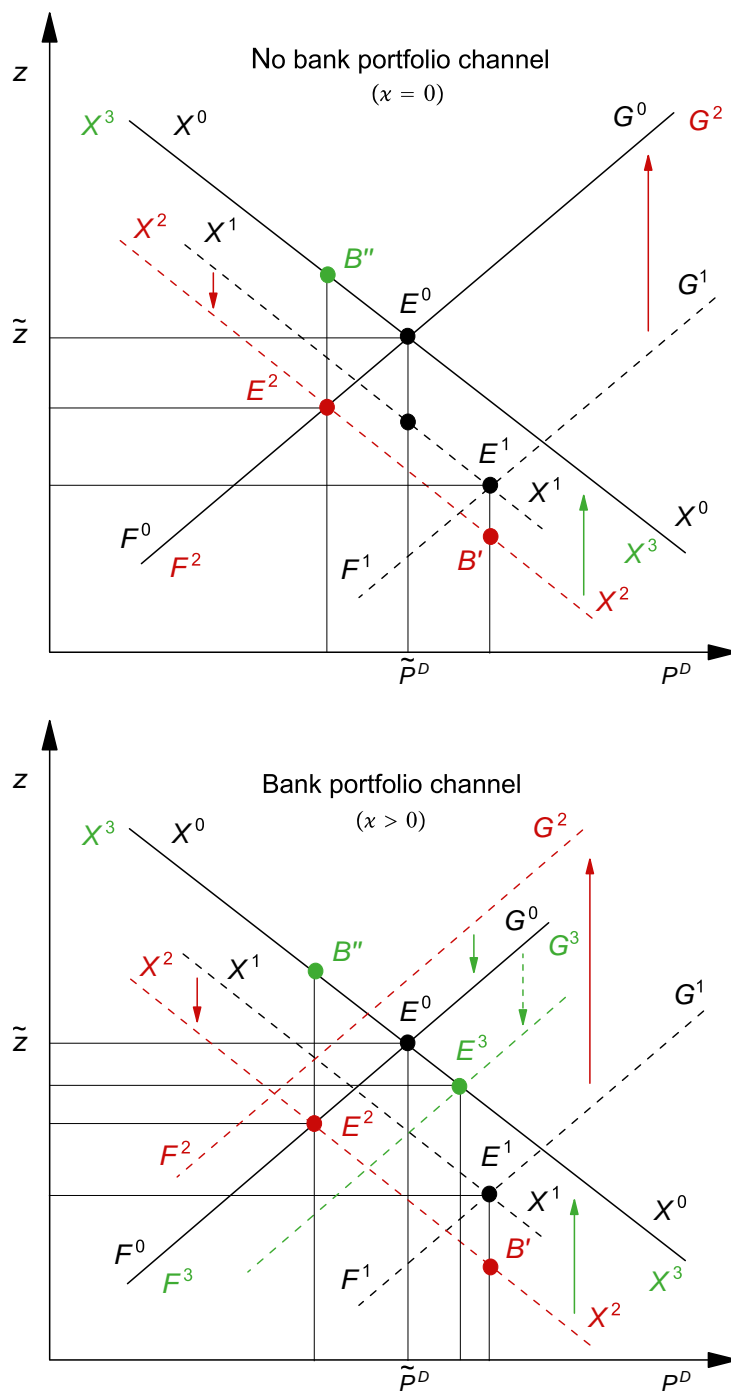 No bank portfolio channel
z
(ϰ = 0)
X³ X⁰ G⁰ G²
X² X¹
B″
G¹
E⁰
z̃
E²
E¹
X¹
X⁰
F⁰
X³
F² B′ F¹
X²
P̃ᴰ Pᴰ
z
Bank portfolio channel
(ϰ > 0)
X³ X⁰ G²
G⁰
B″ G³
X² X¹
G¹
E⁰
z̃
E³
E²
F² E¹
X¹ X⁰
F⁰ B′
F³ F¹ X³
X²
P̃ᴰ Pᴰ